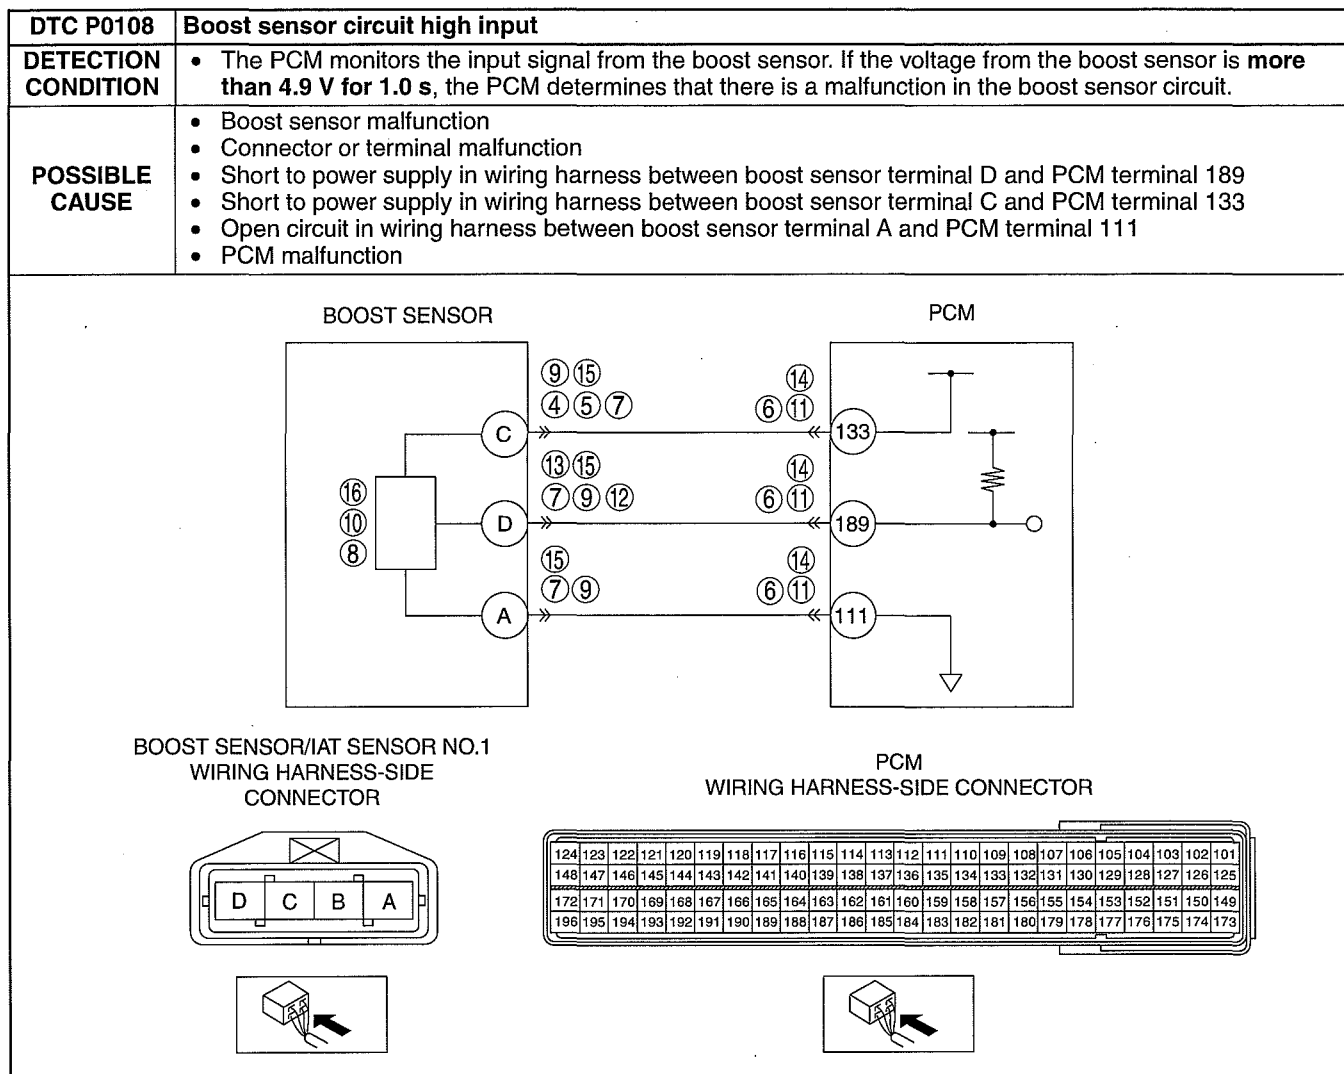 DTC P0108 Boost sensor circuit high input
DETECTION CONDITION
• The PCM monitors the input signal from the boost sensor. If the voltage from the boost sensor is more
than 4.9 V for 1.0 s, the PCM determines that there is a malfunction in the boost sensor circuit.
POSSIBLE CAUSE
• Boost sensor malfunction
• Connector or terminal malfunction
• Short to power supply in wiring harness between boost sensor terminal D and PCM terminal 189
• Short to power supply in wiring harness between boost sensor terminal C and PCM terminal 133
• Open circuit in wiring harness between boost sensor terminal A and PCM terminal 111
• PCM malfunction
BOOST SENSOR
PCM
⑨⑮
⑭
④⑤⑦
⑥⑪
C
133
⑬⑮
⑭
⑦⑨⑫
⑥⑪
⑯
⑩
⑧
D
189
⑮
⑭
⑦⑨
⑥⑪
A
111
BOOST SENSOR/IAT SENSOR NO.1
WIRING HARNESS-SIDE
CONNECTOR
D C B A
PCM
WIRING HARNESS-SIDE CONNECTOR
124 123 122 121 120 119 118 117 116 115 114 113 112 111 110 109 108 107 106 105 104 103 102 101
148 147 146 145 144 143 142 141 140 139 138 137 136 135 134 133 132 131 130 129 128 127 126 125
172 171 170 169 168 167 166 165 164 163 162 161 160 159 158 157 156 155 154 153 152 151 150 149
196 195 194 193 192 191 190 189 188 187 186 185 184 183 182 181 180 179 178 177 176 175 174 173